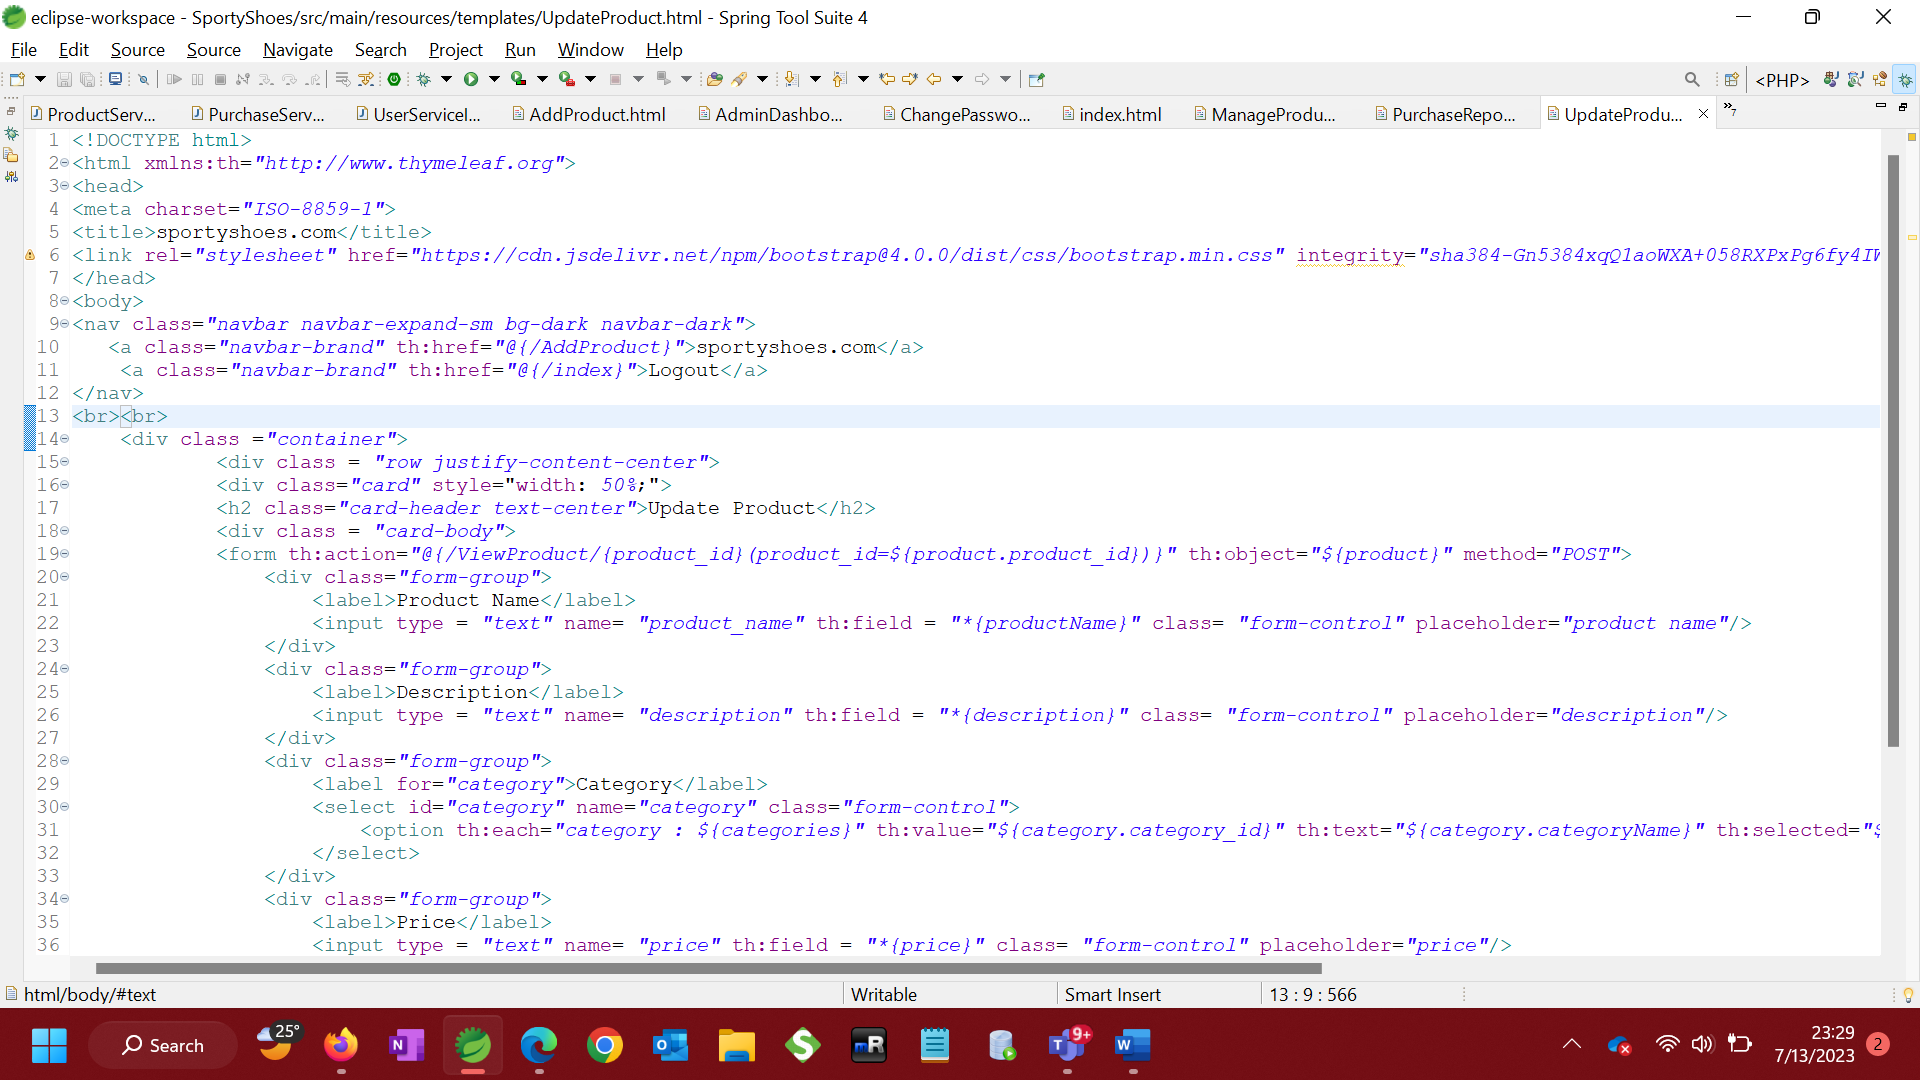 eclipse-workspace - SportyShoes/src/main/resources/templates/UpdateProduct.html - Spring Tool Suite 4
File Edit Source Source Navigate Search Project Run Window Help
<PHP>
ProductServ... PurchaseServ... UserServiceI... AddProduct.html AdminDashbo... ChangePasswo... index.html ManageProdu... PurchaseRepo... UpdateProdu... »7
1 <!DOCTYPE html>
2 <html xmlns:th="http://www.thymeleaf.org">
3 <head>
4 <meta charset="ISO-8859-1">
5 <title>sportyshoes.com</title>
6 <link rel="stylesheet" href="https://cdn.jsdelivr.net/npm/bootstrap@4.0.0/dist/css/bootstrap.min.css" integrity="sha384-Gn5384xqQ1aoWXA+058RXPxPg6fy4IW
7 </head>
8 <body>
9 <nav class="navbar navbar-expand-sm bg-dark navbar-dark">
10 <a class="navbar-brand" th:href="@{/AddProduct}">sportyshoes.com</a>
11 <a class="navbar-brand" th:href="@{/index}">Logout</a>
12 </nav>
13 <br><br>
14 <div class ="container">
15 <div class = "row justify-content-center">
16 <div class="card" style="width: 50%;">
17 <h2 class="card-header text-center">Update Product</h2>
18 <div class = "card-body">
19 <form th:action="@{/ViewProduct/{product_id}(product_id=${product.product_id})}" th:object="${product}" method="POST">
20 <div class="form-group">
21 <label>Product Name</label>
22 <input type = "text" name= "product_name" th:field = "*{productName}" class= "form-control" placeholder="product name"/>
23 </div>
24 <div class="form-group">
25 <label>Description</label>
26 <input type = "text" name= "description" th:field = "*{description}" class= "form-control" placeholder="description"/>
27 </div>
28 <div class="form-group">
29 <label for="category">Category</label>
30 <select id="category" name="category" class="form-control">
31 <option th:each="category : ${categories}" th:value="${category.category_id}" th:text="${category.categoryName}" th:selected="$
32 </select>
33 </div>
34 <div class="form-group">
35 <label>Price</label>
36 <input type = "text" name= "price" th:field = "*{price}" class= "form-control" placeholder="price"/>
html/body/#text Writable Smart Insert 13 : 9 : 566
25°
Search
N
S
mR
T
9+
W
23:29
7/13/2023
2